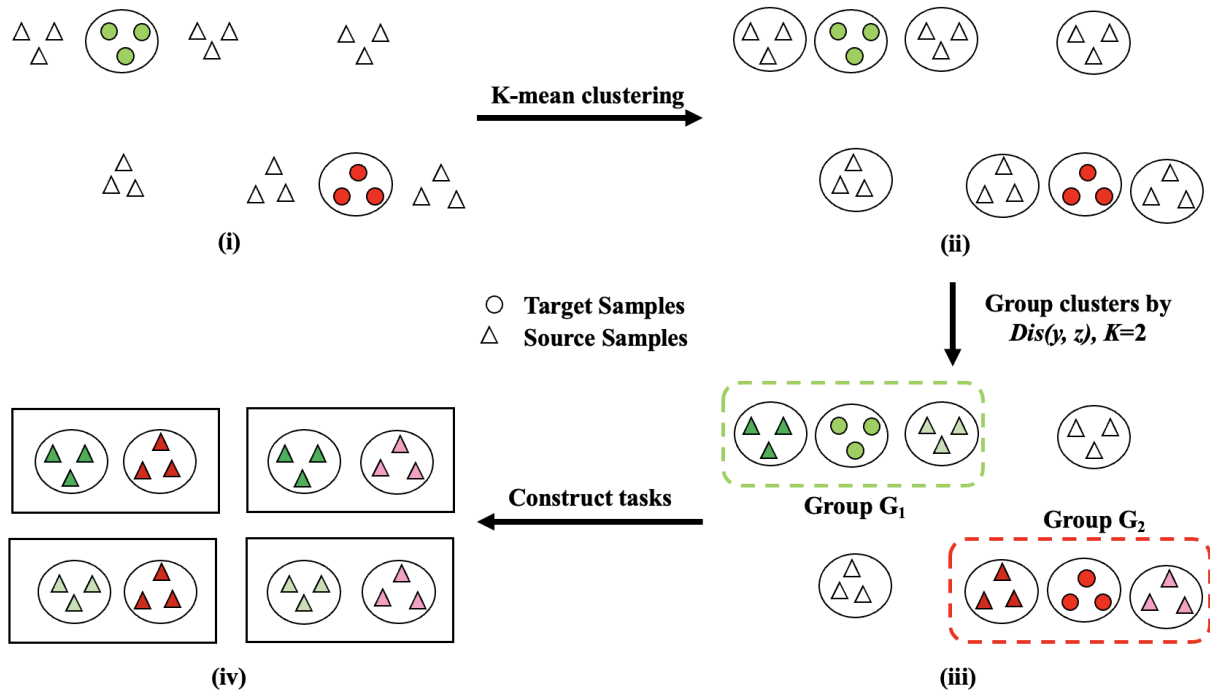 K-mean clustering
(i)
(ii)
Target Samples
Source Samples
Group clusters by
Dis(y, z), K=2
Construct tasks
Group G₁
Group G₂
(iv)
(iii)